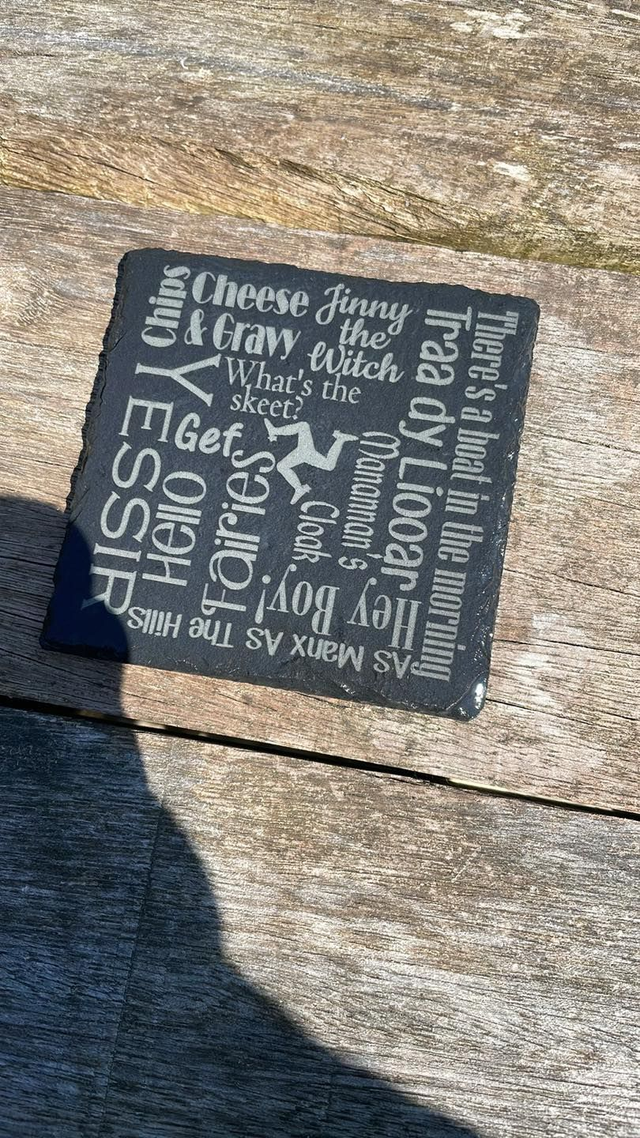 Chips
Cheese
& Gravy
Jinny
the
Witch
What's the
skeet?
YESSIR
Gef
Hello
Fairies
Manannan's
Cloak
Traa dy Liooar
There's a boat in the morning
Hey Boy!
As Manx As The Hills